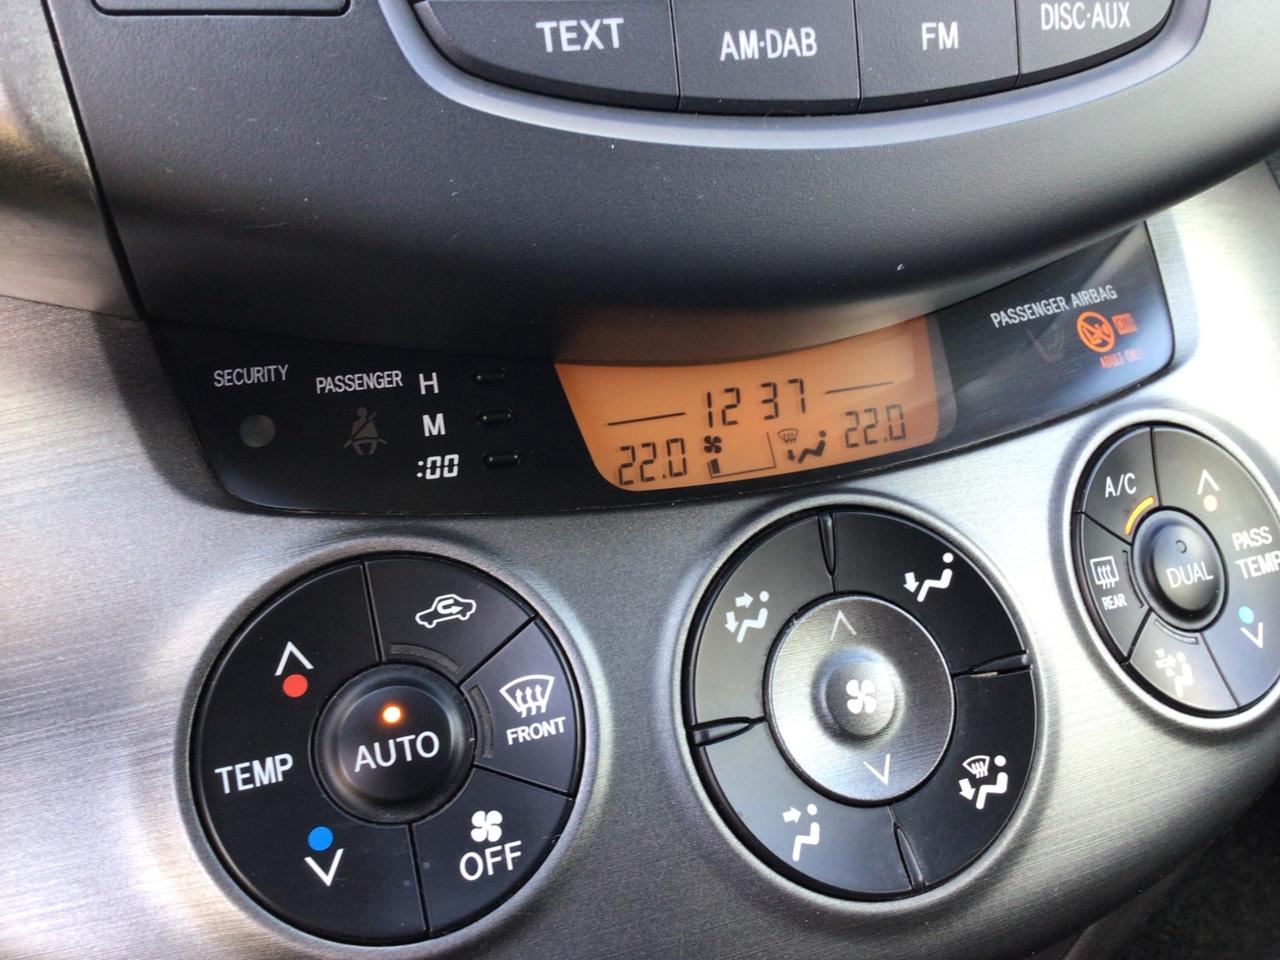 TEXT
AM·DAB
FM
DISC·AUX
SECURITY
PASSENGER
H
M
:00
12 37
22.0
22.0
PASSENGER AIRBAG
TEMP
AUTO
FRONT
OFF
A/C
DUAL
REAR
PASS
TEMP